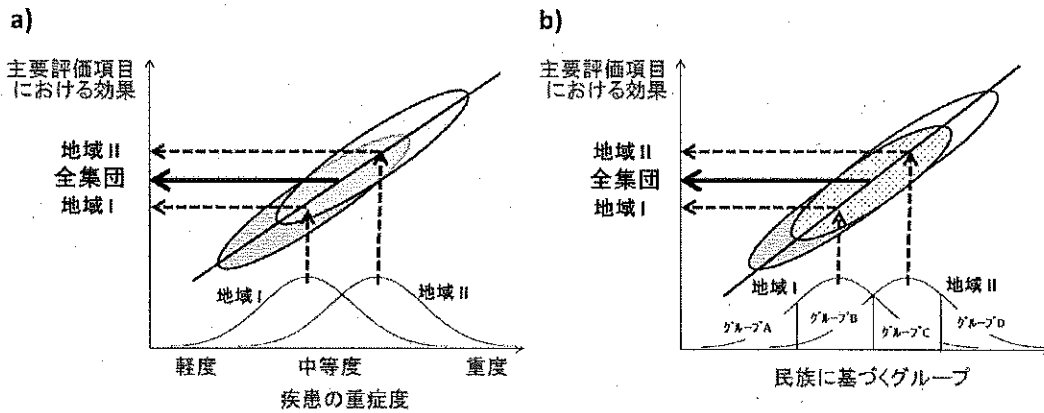 a)
主要評価項目
における効果
地域 II
全集団
地域 I
地域 I
地域 II
軽度
中等度
重度
疾患の重症度
b)
主要評価項目
における効果
地域 II
全集団
地域 I
地域 I
地域 II
グループA
グループB
グループC
グループD
民族に基づくグループ